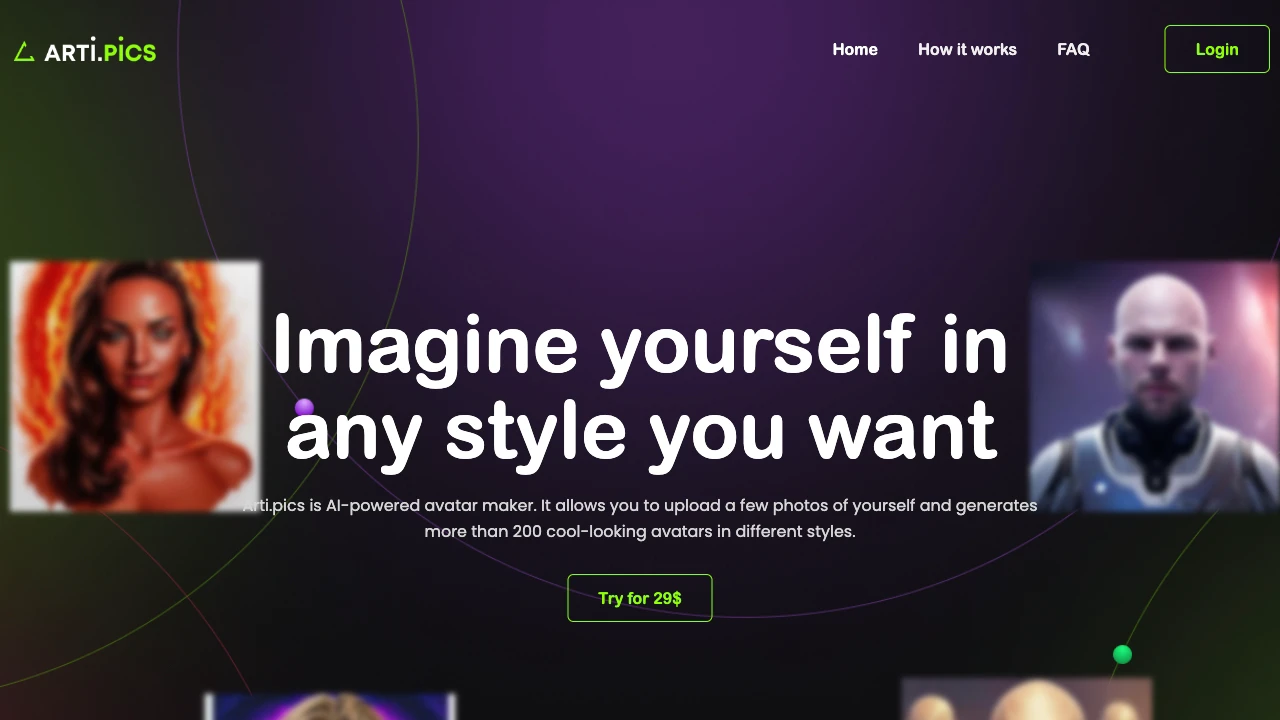 ARTi.PiCS
Home
How it works
FAQ
Login
Imagine yourself in
any style you want
Arti.pics is AI-powered avatar maker. It allows you to upload a few photos of yourself and generates
more than 200 cool-looking avatars in different styles.
Try for 29$